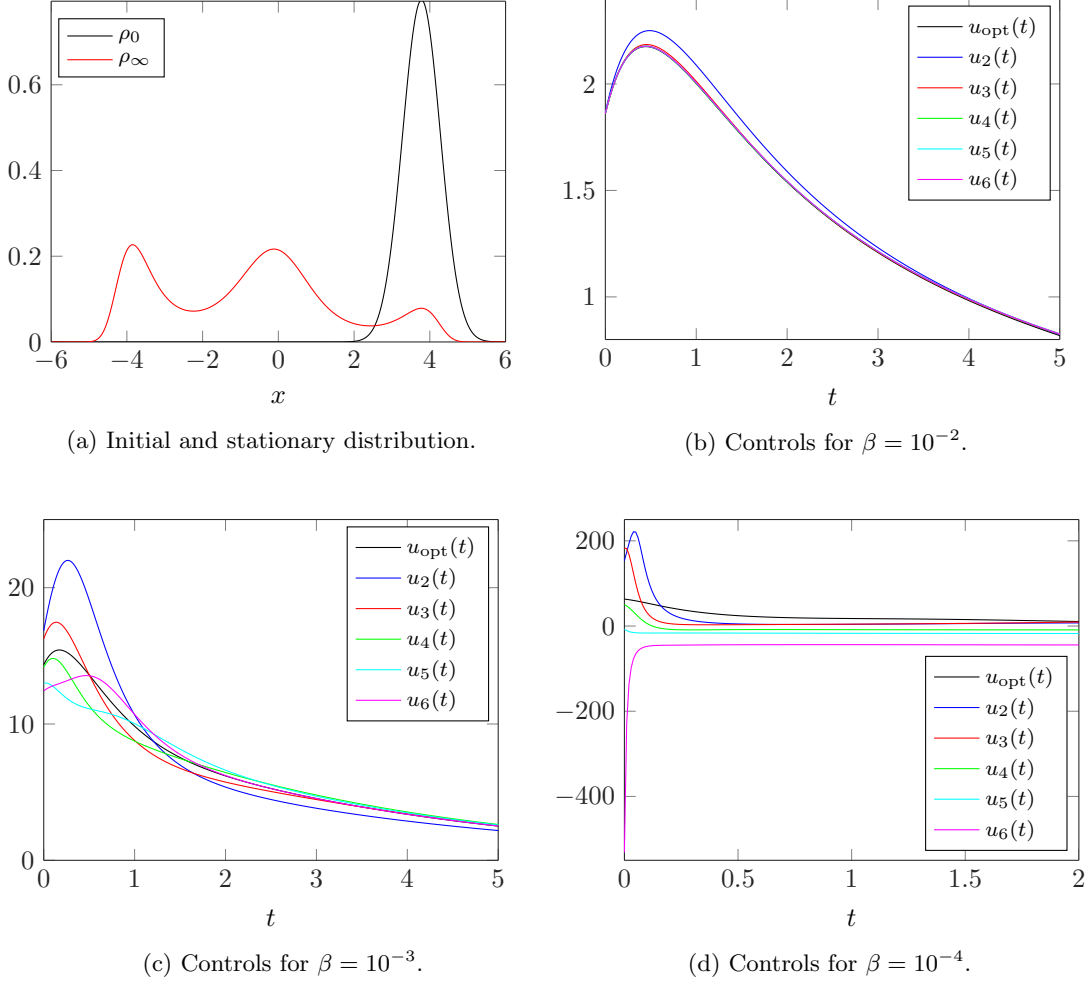 0.6
0.4
0.2
0
−6 −4 −2 0 2 4 6
x
ρ₀
ρ∞
(a) Initial and stationary distribution.
2
1.5
1
0 1 2 3 4 5
t
u_opt(t)
u₂(t)
u₃(t)
u₄(t)
u₅(t)
u₆(t)
(b) Controls for β = 10⁻².
20
10
0
0 1 2 3 4 5
t
u_opt(t)
u₂(t)
u₃(t)
u₄(t)
u₅(t)
u₆(t)
(c) Controls for β = 10⁻³.
200
0
−200
−400
0 0.5 1 1.5 2
t
u_opt(t)
u₂(t)
u₃(t)
u₄(t)
u₅(t)
u₆(t)
(d) Controls for β = 10⁻⁴.